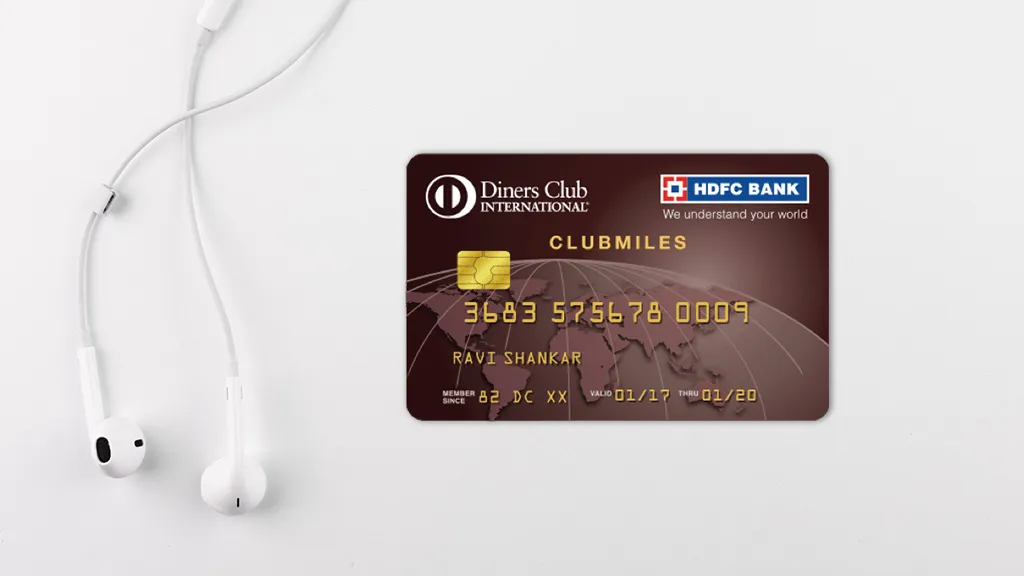 Diners Club
INTERNATIONAL®
HDFC BANK
We understand your world
CLUBMILES
3683 575678 0009
RAVI SHANKAR
MEMBER SINCE 82 DC XX VALID 01/17 THRU 01/20